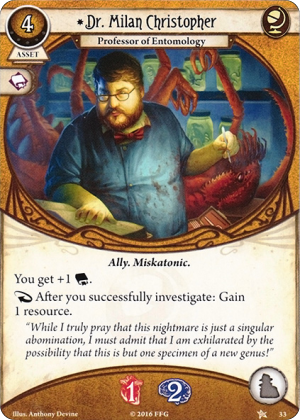 4
Dr. Milan Christopher
ASSET
Professor of Entomology
Ally. Miskatonic.
You get +1 .
After you successfully investigate: Gain
1 resource.
“While I truly pray that this nightmare is just a singular
abomination, I must admit that I am exhilarated by the
possibility that this is but one specimen of a new genus!”
1 2
Illus. Anthony Devine © 2016 FFG 33